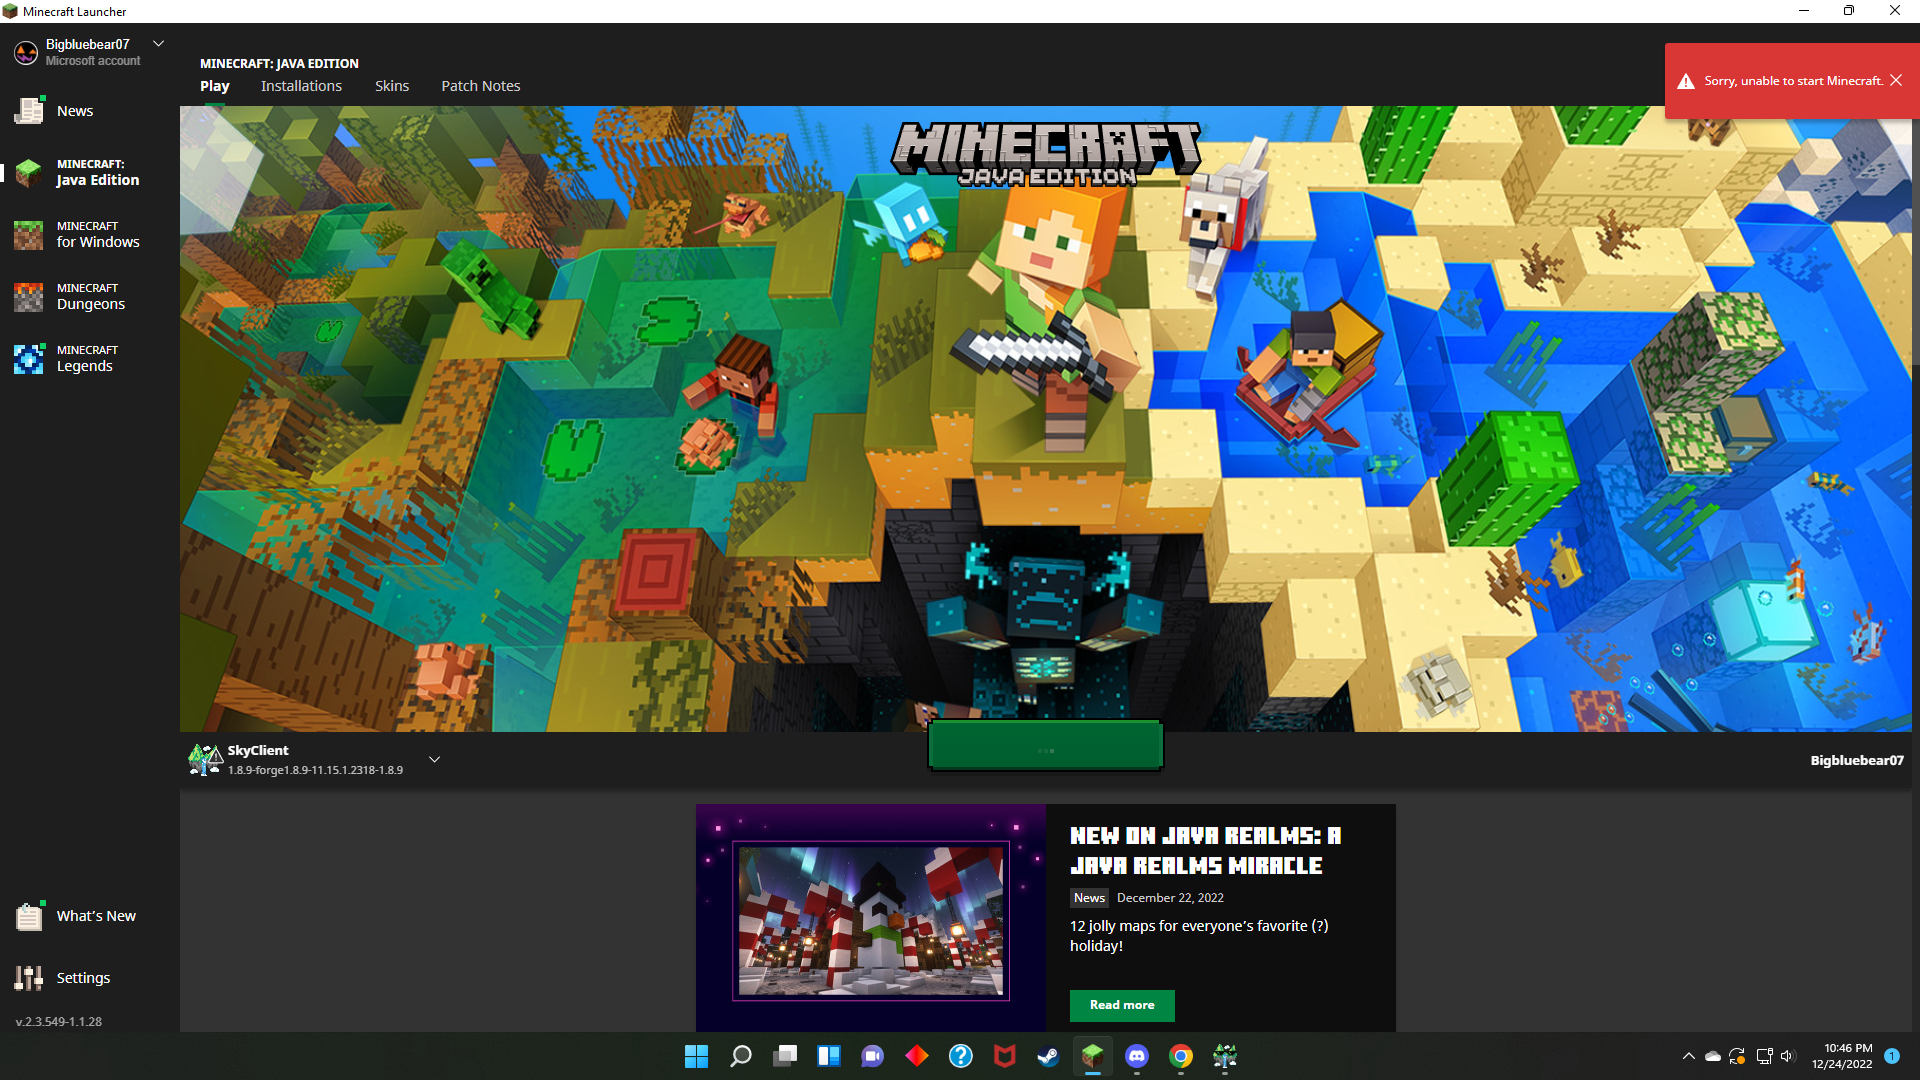 Minecraft Launcher
Bigbluebear07
Microsoft account
News
MINECRAFT:
Java Edition
MINECRAFT
for Windows
MINECRAFT
Dungeons
MINECRAFT
Legends
What's New
Settings
v.2.3.549-1.1.28
MINECRAFT: JAVA EDITION
Play Installations Skins Patch Notes
Sorry, unable to start Minecraft.
MINECRAFT
JAVA EDITION
SkyClient
1.8.9-forge1.8.9-11.15.1.2318-1.8.9
Bigbluebear07
NEW ON JAVA REALMS: A
JAVA REALMS MIRACLE
News December 22, 2022
12 jolly maps for everyone's favorite (?)
holiday!
Read more
10:46 PM
12/24/2022
1